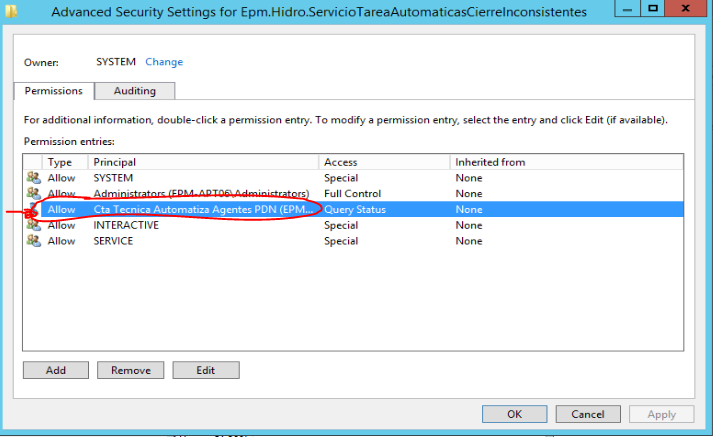 Advanced Security Settings for Epm.Hidro.ServicioTareaAutomaticasCierreInconsistentes
Owner: SYSTEM Change
Permissions Auditing
For additional information, double-click a permission entry. To modify a permission entry, select the entry and click Edit (if available).
Permission entries:
Type Principal Access Inherited from
Allow SYSTEM Special None
Allow Administrators (EPM-APT06\Administrators) Full Control None
Allow Cta Tecnica Automatiza Agentes PDN (EPM... Query Status None
Allow INTERACTIVE Special None
Allow SERVICE Special None
Add Remove Edit
OK Cancel Apply